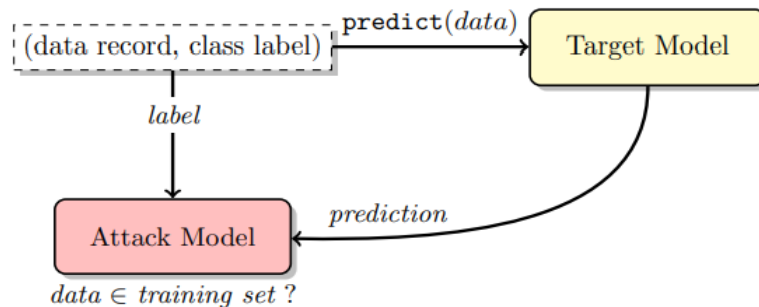 predict(data)
(data record, class label)
Target Model
label
prediction
Attack Model
data ∈ training set ?